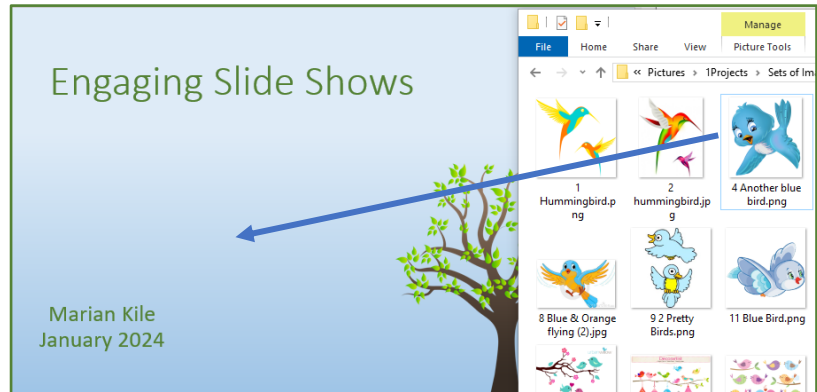 Engaging Slide Shows
Marian Kile
January 2024
Manage
File Home Share View Picture Tools
« Pictures › 1Projects › Sets of Im
1
Hummingbird.p
ng
2
hummingbird.jp
g
4 Another blue
bird.png
8 Blue & Orange
flying (2).jpg
9 2 Pretty
Birds.png
11 Blue Bird.png